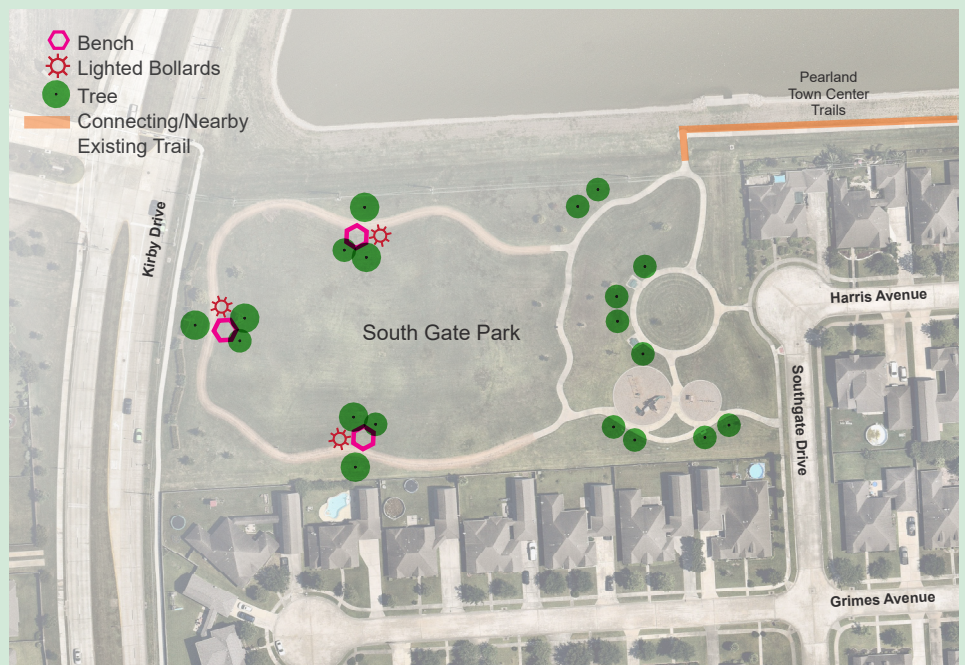 Bench
Lighted Bollards
Tree
Connecting/Nearby
Existing Trail
Pearland
Town Center
Trails
Kirby Drive
South Gate Park
Harris Avenue
Southgate Drive
Grimes Avenue